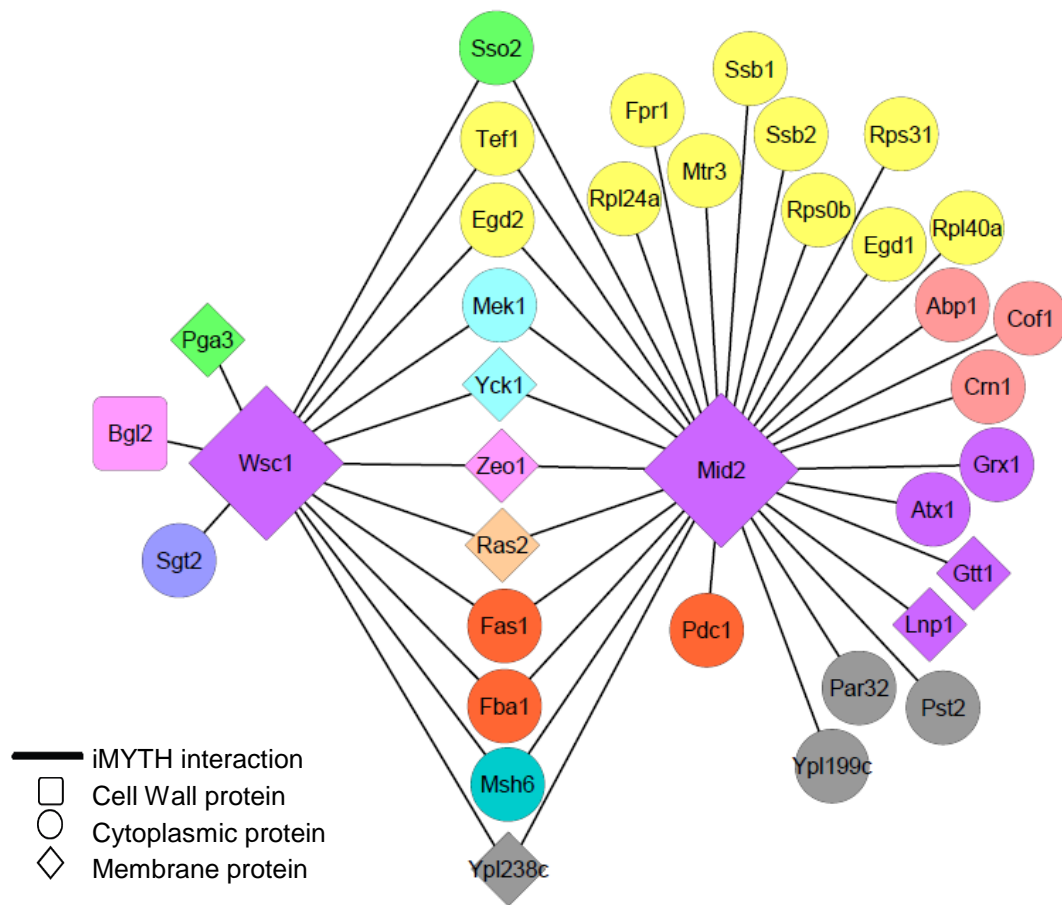 Sso2
Ssb1
Fpr1
Tef1
Ssb2
Rps31
Mtr3
Rpl24a
Rps0b
Egd2
Egd1
Rpl40a
Mek1
Abp1
Cof1
Pga3
Yck1
Crn1
Bgl2
Wsc1
Zeo1
Mid2
Grx1
Atx1
Sgt2
Ras2
Gtt1
Fas1
Pdc1
Lnp1
Par32
Fba1
Pst2
Ypl199c
iMYTH interaction
Msh6
Cell Wall protein
Cytoplasmic protein
Membrane protein
Ypl238c